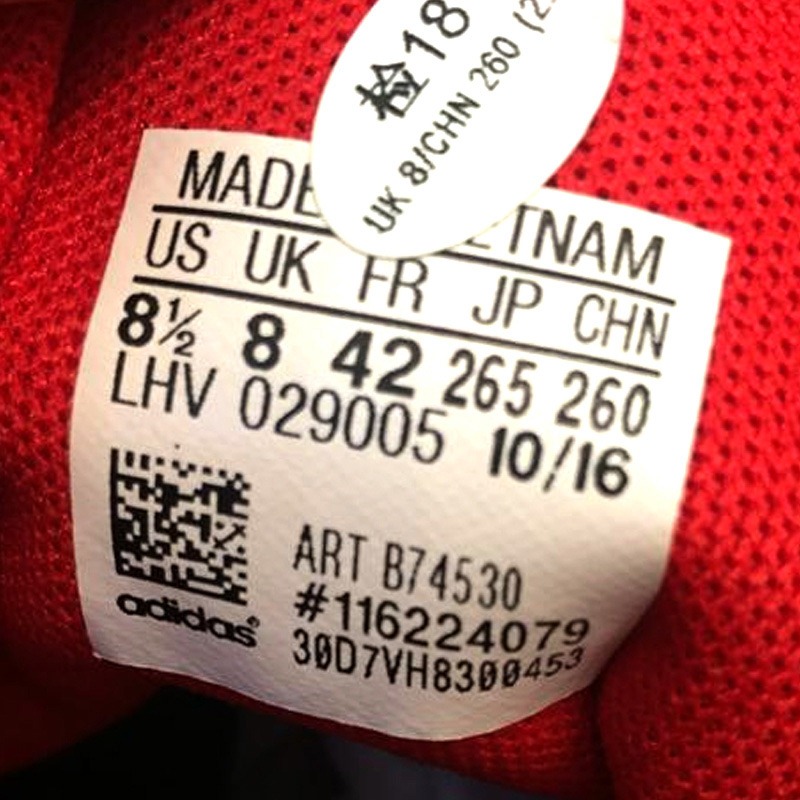 检18
UK 8/CHN 260 (2
MADE ETNAM
US UK FR JP CHN
8½ 8 42 265 260
LHV 029005 10/16
ART B74530
#116224079
30D7VH8300453
adidas®